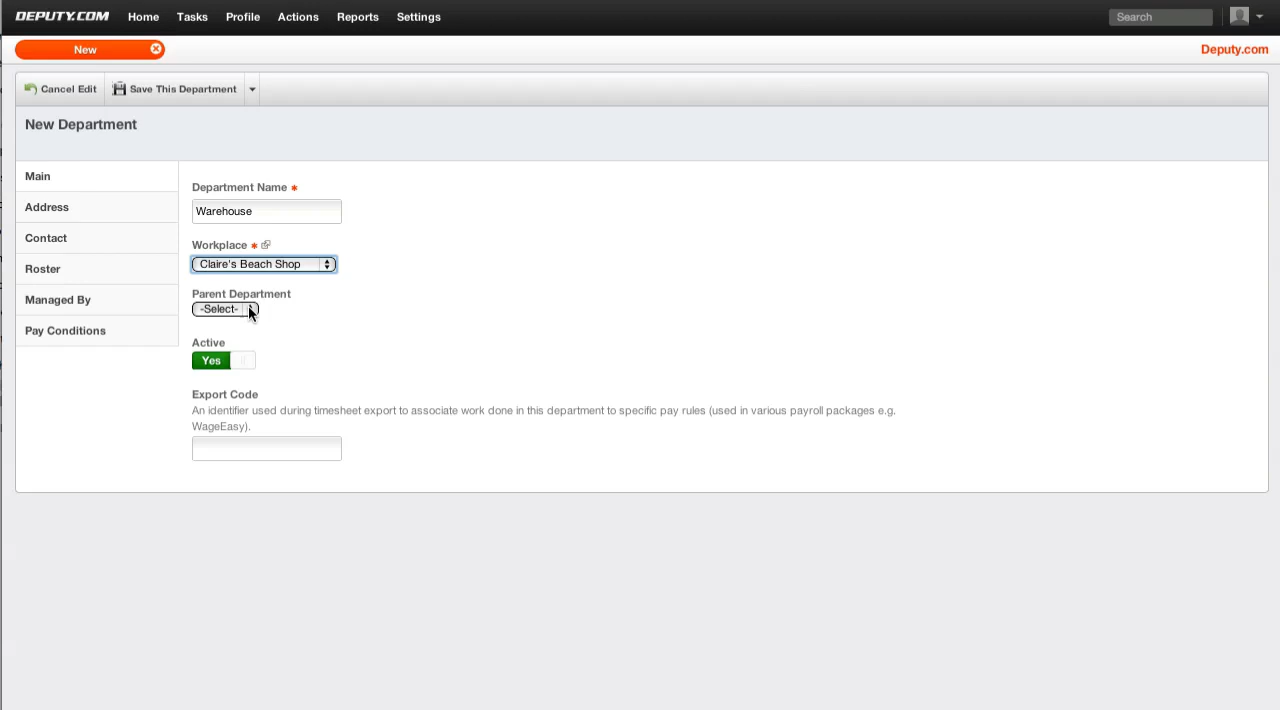 DEPUTY.COM Home Tasks Profile Actions Reports Settings Search
New Deputy.com
Cancel Edit Save This Department
New Department
Main
Address
Contact
Roster
Managed By
Pay Conditions
Department Name *
Warehouse
Workplace *
Claire's Beach Shop
Parent Department
-Select-
Active
Yes
Export Code
An identifier used during timesheet export to associate work done in this department to specific pay rules (used in various payroll packages e.g.
WageEasy).